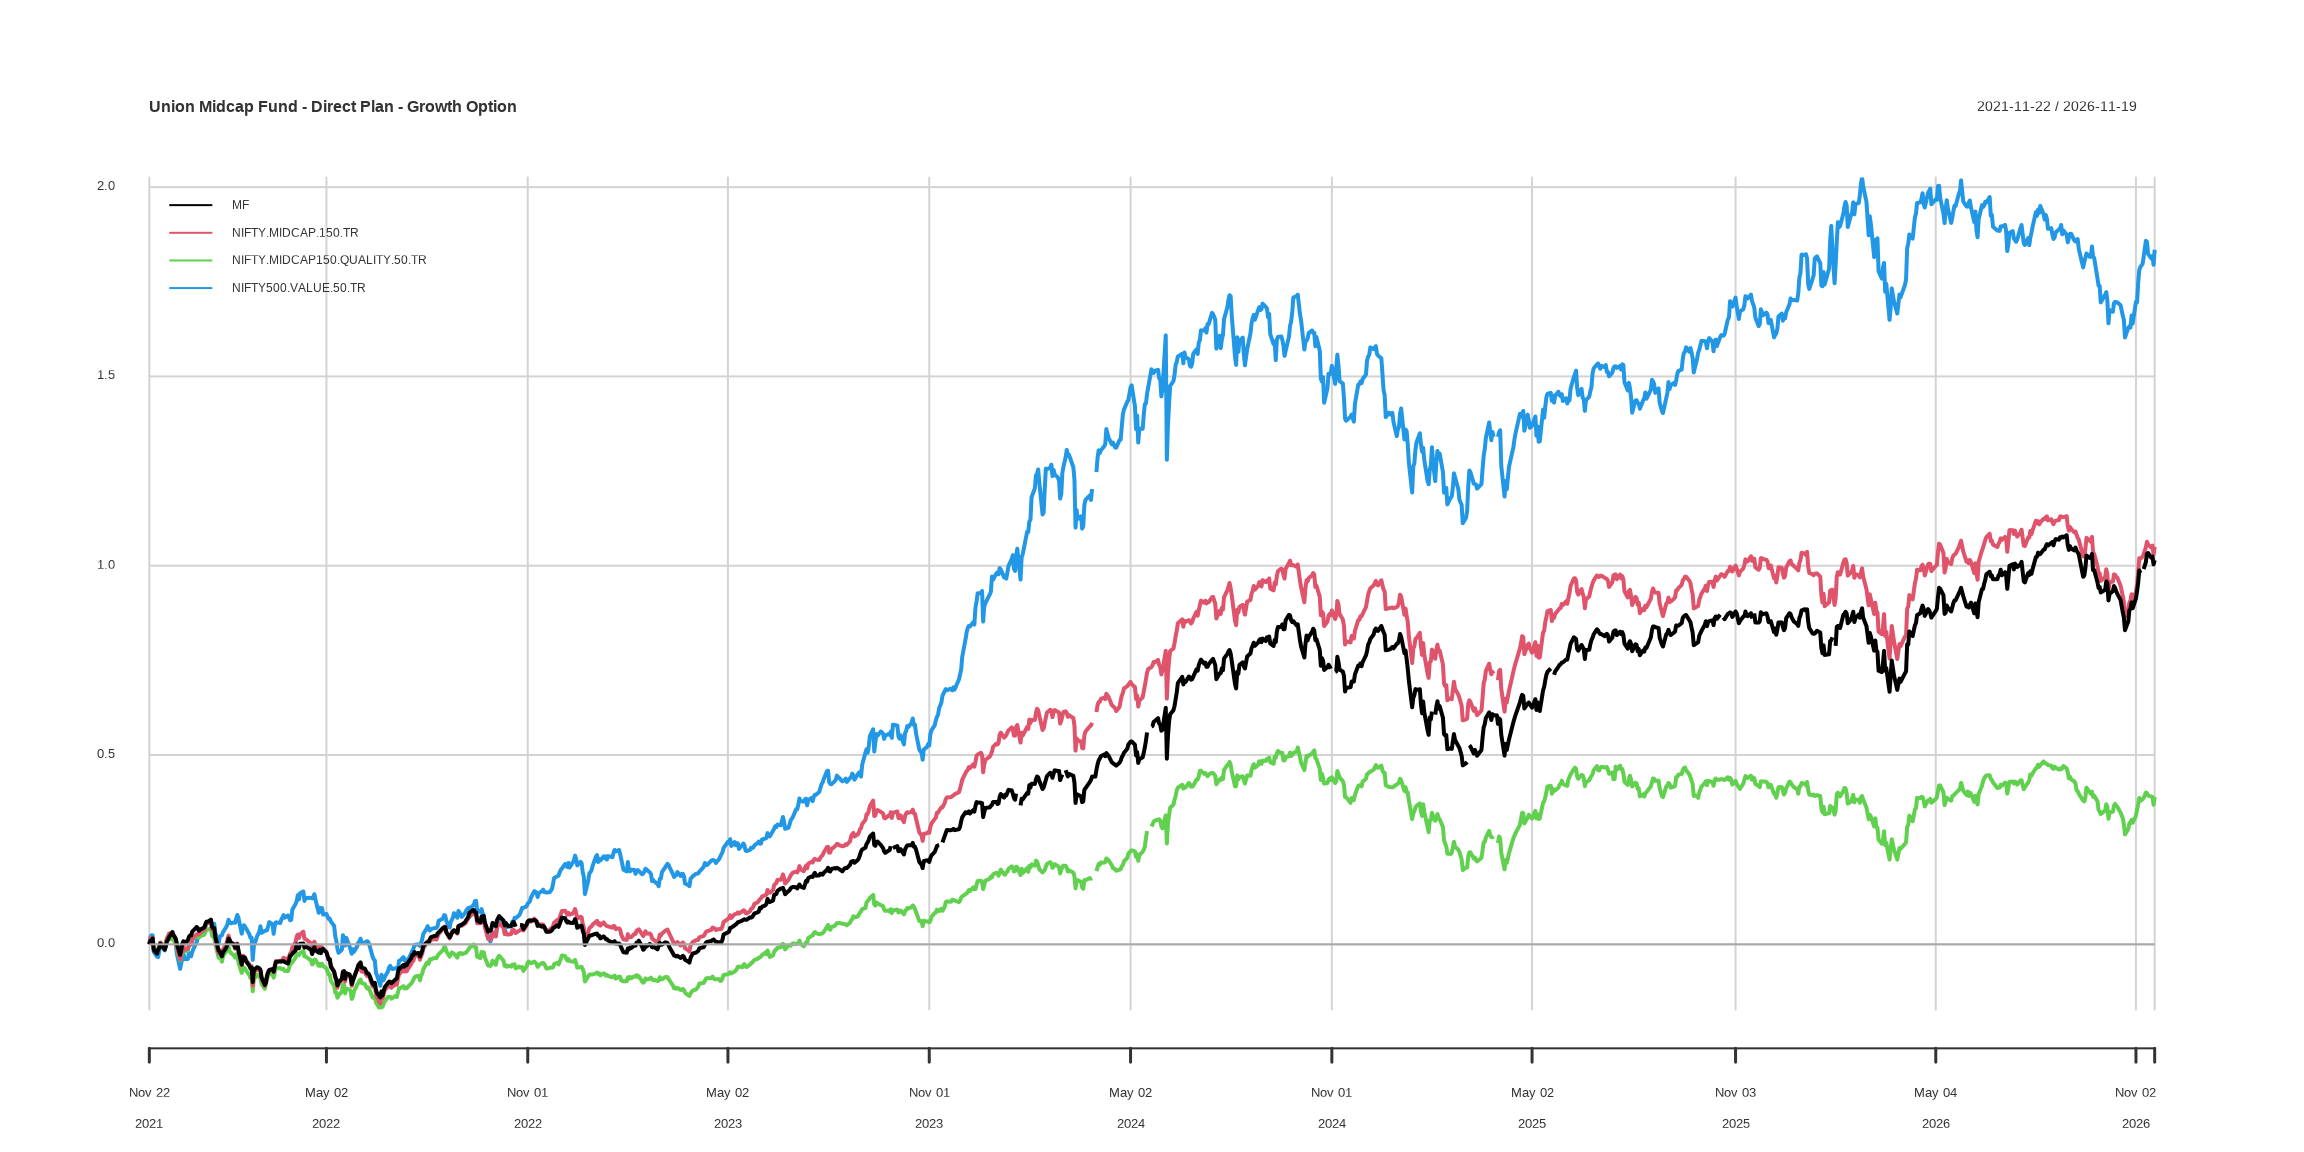 Union Midcap Fund - Direct Plan - Growth Option
2021-11-22 / 2026-11-19
2.0
1.5
1.0
0.5
0.0
MF
NIFTY.MIDCAP.150.TR
NIFTY.MIDCAP150.QUALITY.50.TR
NIFTY500.VALUE.50.TR
Nov 22 May 02 Nov 01 May 02 Nov 01 May 02 Nov 01 May 02 Nov 03 May 04 Nov 02
2021 2022 2022 2023 2023 2024 2024 2025 2025 2026 2026